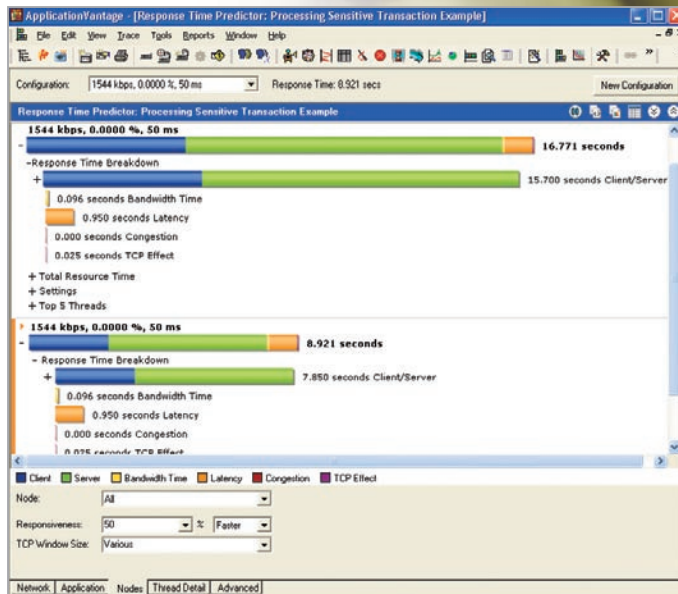 ApplicationVantage - [Response Time Predictor: Processing Sensitive Transaction Example]
File Edit View Trace Tools Reports Window Help
Configuration: 1544 kbps, 0.0000 %, 50 ms Response Time: 8.921 secs New Configuration
Response Time Predictor: Processing Sensitive Transaction Example
1544 kbps, 0.0000 %, 50 ms
- 16.771 seconds
-Response Time Breakdown
+ 15.700 seconds Client/Server
0.096 seconds Bandwidth Time
0.950 seconds Latency
0.000 seconds Congestion
0.025 seconds TCP Effect
+ Total Resource Time
+ Settings
+ Top 5 Threads
1544 kbps, 0.0000 %, 50 ms
- 8.921 seconds
- Response Time Breakdown
+ 7.850 seconds Client/Server
0.096 seconds Bandwidth Time
0.950 seconds Latency
0.000 seconds Congestion
0.025 seconds TCP Effect
Client Server Bandwidth Time Latency Congestion TCP Effect
Node: All
Responsiveness: 50 % Faster
TCP Window Size: Various
Network Application Nodes Thread Detail Advanced